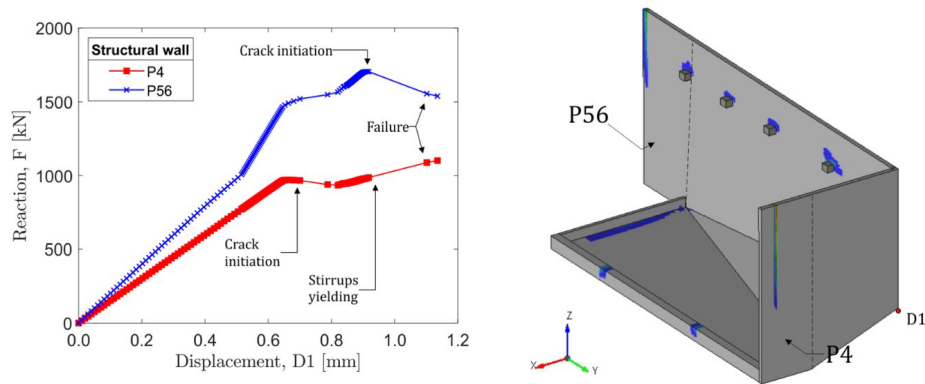 2000
1500
1000
500
0
Reaction, F [kN]
Structural wall
P4
P56
Crack initiation
Failure
Crack
initiation
Stirrups
yielding
0.0 0.2 0.4 0.6 0.8 1.0 1.2
Displacement, D1 [mm]
P56
P4
D1
Z
X
Y